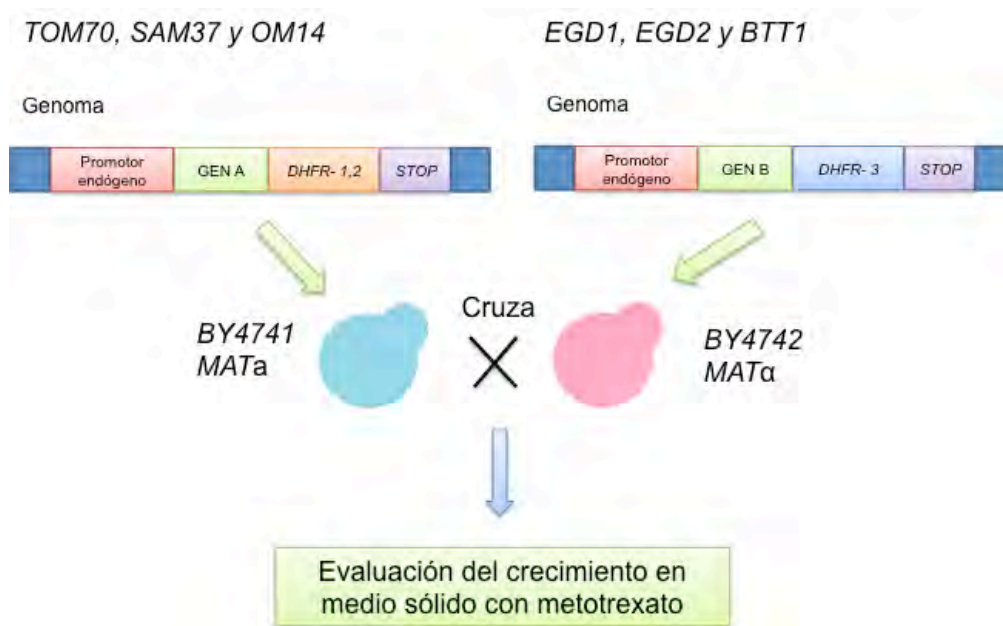 TOM70, SAM37 y OM14
EGD1, EGD2 y BTT1
Genoma
Genoma
Promotor
endógeno
GEN A
DHFR- 1,2
STOP
Promotor
endógeno
GEN B
DHFR- 3
STOP
BY4741
MATa
Cruza
BY4742
MATα
Evaluación del crecimiento en
medio sólido con metotrexato